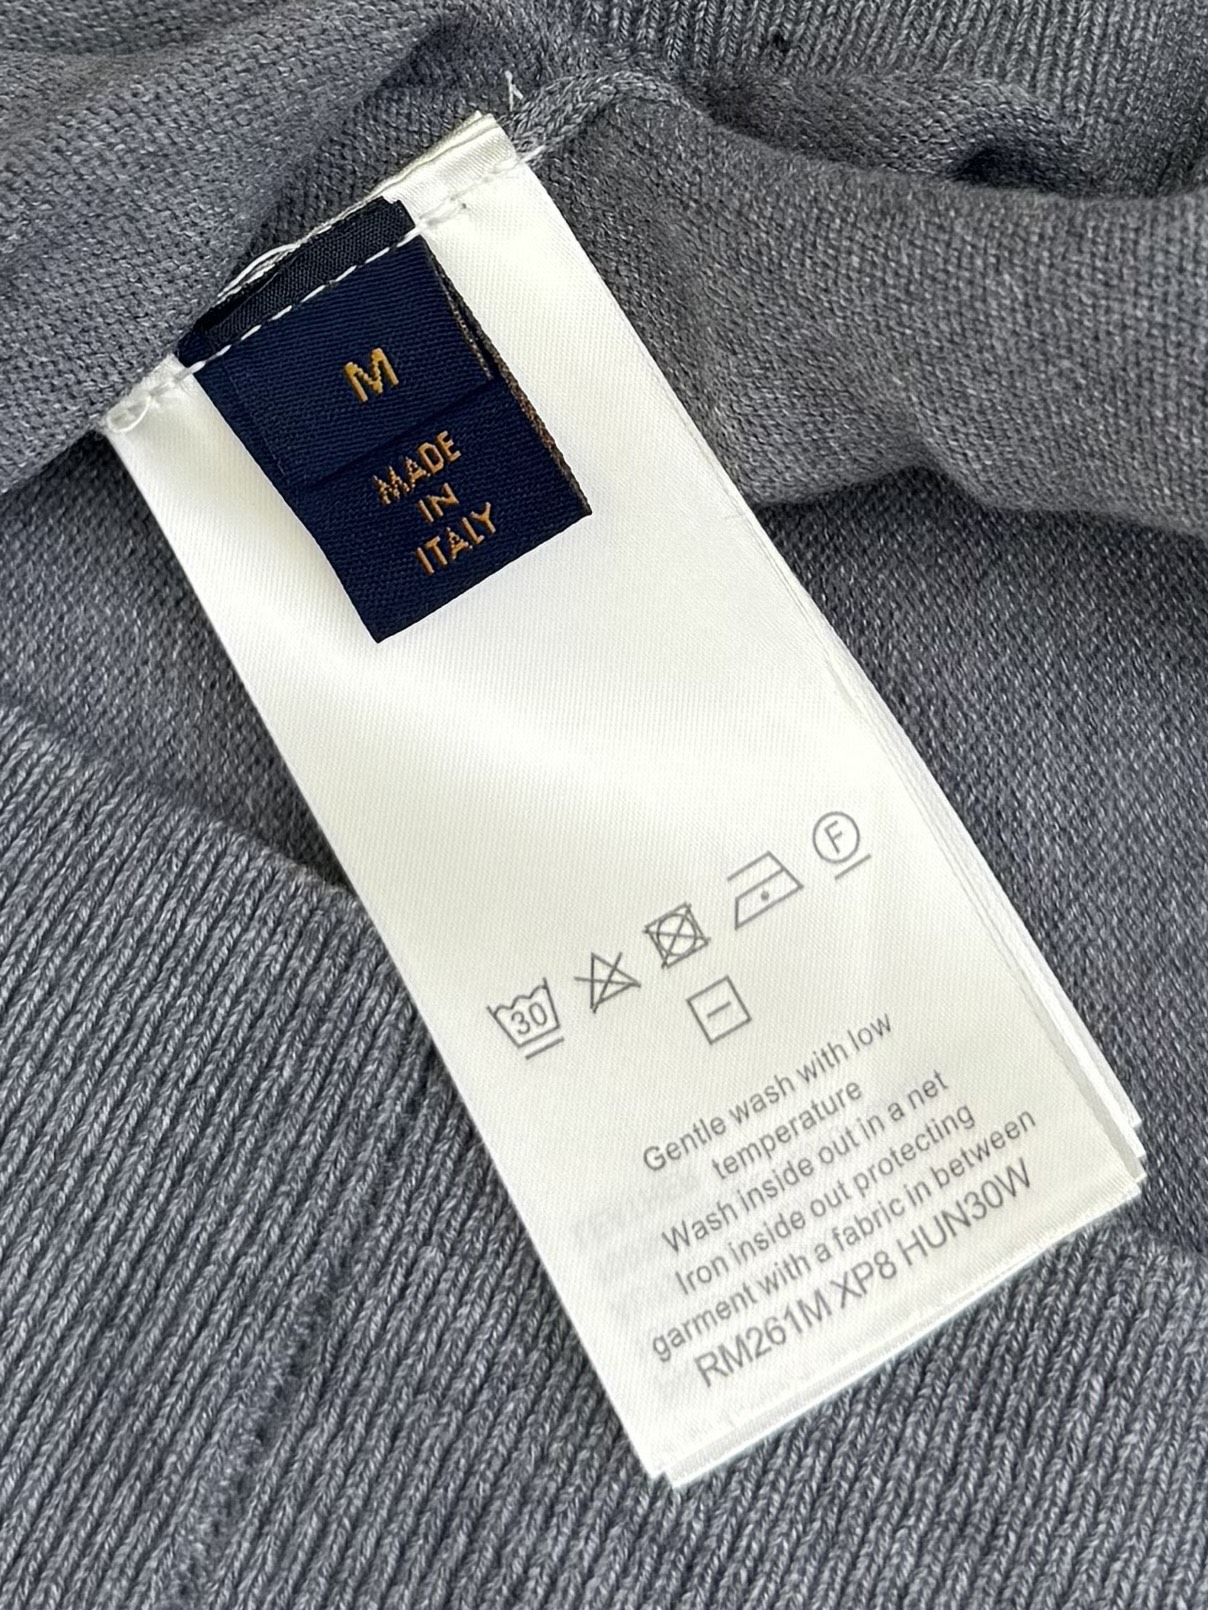 M
MADE
IN
ITALY
F
30
Gentle wash with low
temperature
Wash inside out in a net
Iron inside out protecting
garment with a fabric in between
RM261M XP8 HUN30W